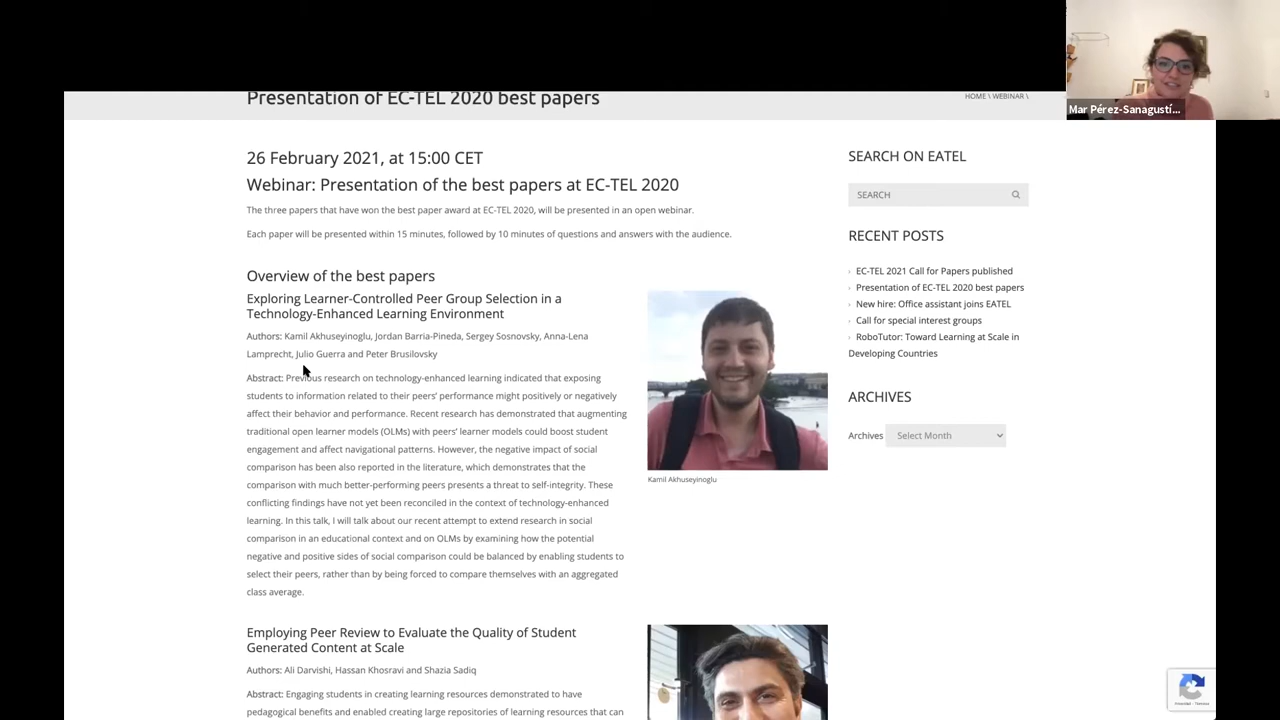 Presentation of EC-TEL 2020 best papers
HOME \ WEBINAR \
Mar Pérez-Sanagustí...
26 February 2021, at 15:00 CET
Webinar: Presentation of the best papers at EC-TEL 2020
The three papers that have won the best paper award at EC-TEL 2020, will be presented in an open webinar.
Each paper will be presented within 15 minutes, followed by 10 minutes of questions and answers with the audience.
Overview of the best papers
Exploring Learner-Controlled Peer Group Selection in a
Technology-Enhanced Learning Environment
Authors: Kamil Akhuseyinoglu, Jordan Barria-Pineda, Sergey Sosnovsky, Anna-Lena
Lamprecht, Julio Guerra and Peter Brusilovsky
Abstract: Previous research on technology-enhanced learning indicated that exposing
students to information related to their peers' performance might positively or negatively
affect their behavior and performance. Recent research has demonstrated that augmenting
traditional open learner models (OLMs) with peers' learner models could boost student
engagement and affect navigational patterns. However, the negative impact of social
comparison has been also reported in the literature, which demonstrates that the
comparison with much better-performing peers presents a threat to self-integrity. These
conflicting findings have not yet been reconciled in the context of technology-enhanced
learning. In this talk, I will talk about our recent attempt to extend research in social
comparison in an educational context and on OLMs by examining how the potential
negative and positive sides of social comparison could be balanced by enabling students to
select their peers, rather than by being forced to compare themselves with an aggregated
class average.
Kamil Akhuseyinoglu
Employing Peer Review to Evaluate the Quality of Student
Generated Content at Scale
Authors: Ali Darvishi, Hassan Khosravi and Shazia Sadiq
Abstract: Engaging students in creating learning resources demonstrated to have
pedagogical benefits and enabled creating large repositories of learning resources that can
SEARCH ON EATEL
SEARCH
RECENT POSTS
› EC-TEL 2021 Call for Papers published
› Presentation of EC-TEL 2020 best papers
› New hire: Office assistant joins EATEL
› Call for special interest groups
› RoboTutor: Toward Learning at Scale in
Developing Countries
ARCHIVES
Archives Select Month